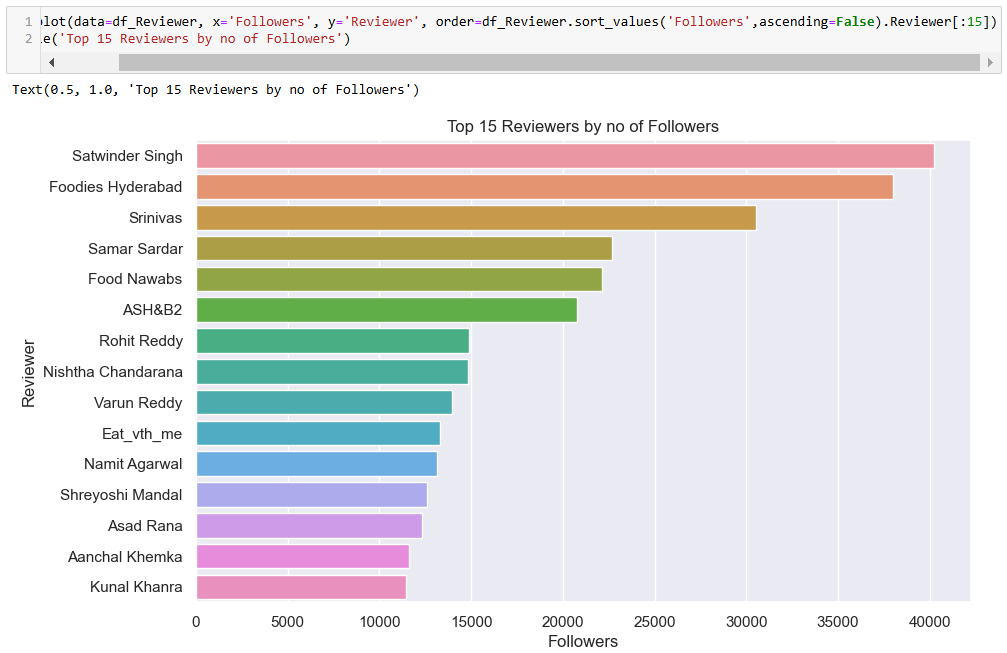 1 lot(data=df_Reviewer, x='Followers', y='Reviewer', order=df_Reviewer.sort_values('Followers',ascending=False).Reviewer[:15])
2 e('Top 15 Reviewers by no of Followers')
Text(0.5, 1.0, 'Top 15 Reviewers by no of Followers')
Top 15 Reviewers by no of Followers
Reviewer
Satwinder Singh
Foodies Hyderabad
Srinivas
Samar Sardar
Food Nawabs
ASH&B2
Rohit Reddy
Nishtha Chandarana
Varun Reddy
Eat_vth_me
Namit Agarwal
Shreyoshi Mandal
Asad Rana
Aanchal Khemka
Kunal Khanra
0 5000 10000 15000 20000 25000 30000 35000 40000
Followers